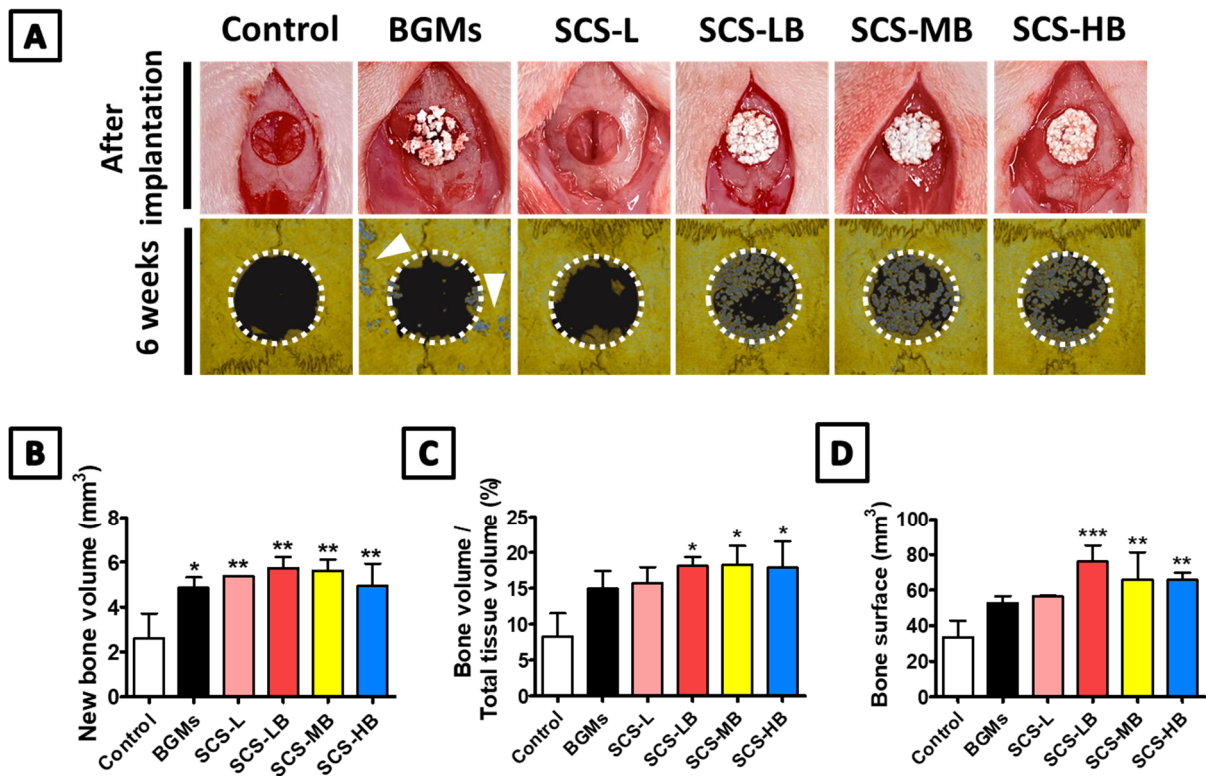 A
Control BGMs SCS-L SCS-LB SCS-MB SCS-HB
After
implantation
6 weeks
B
New bone volume (mm³)
8
6
4
2
0
* ** ** ** **
Control BGMs SCS-L SCS-LB SCS-MB SCS-HB
C
Bone volume /
Total tissue volume (%)
25
20
15
10
5
0
* * *
Control BGMs SCS-L SCS-LB SCS-MB SCS-HB
D
Bone surface (mm³)
100
80
60
40
20
0
*** ** **
Control BGMs SCS-L SCS-LB SCS-MB SCS-HB